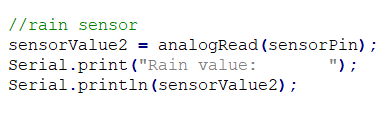 //rain sensor
sensorValue2 = analogRead(sensorPin);
Serial.print("Rain value:       ");
Serial.println(sensorValue2);